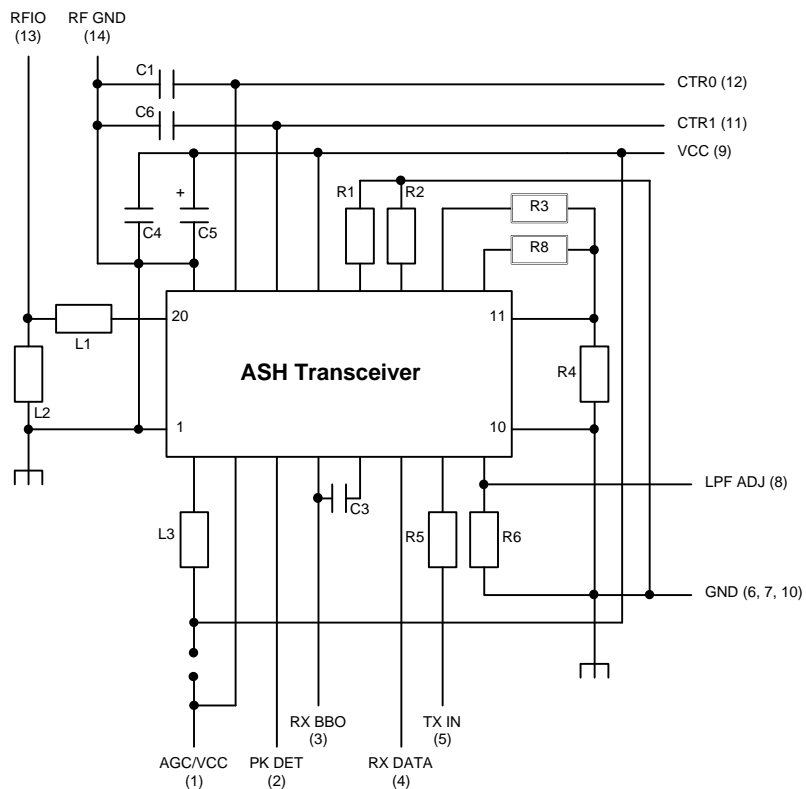 RFIO
(13)
RF GND
(14)
C1
CTR0 (12)
C6
CTR1 (11)
VCC (9)
R1
R2
R3
+
C4
C5
R8
20
11
L1
ASH Transceiver
R4
L2
1
10
LPF ADJ (8)
C3
L3
R5
R6
GND (6, 7, 10)
RX BBO
(3)
TX IN
(5)
AGC/VCC
(1)
PK DET
(2)
RX DATA
(4)